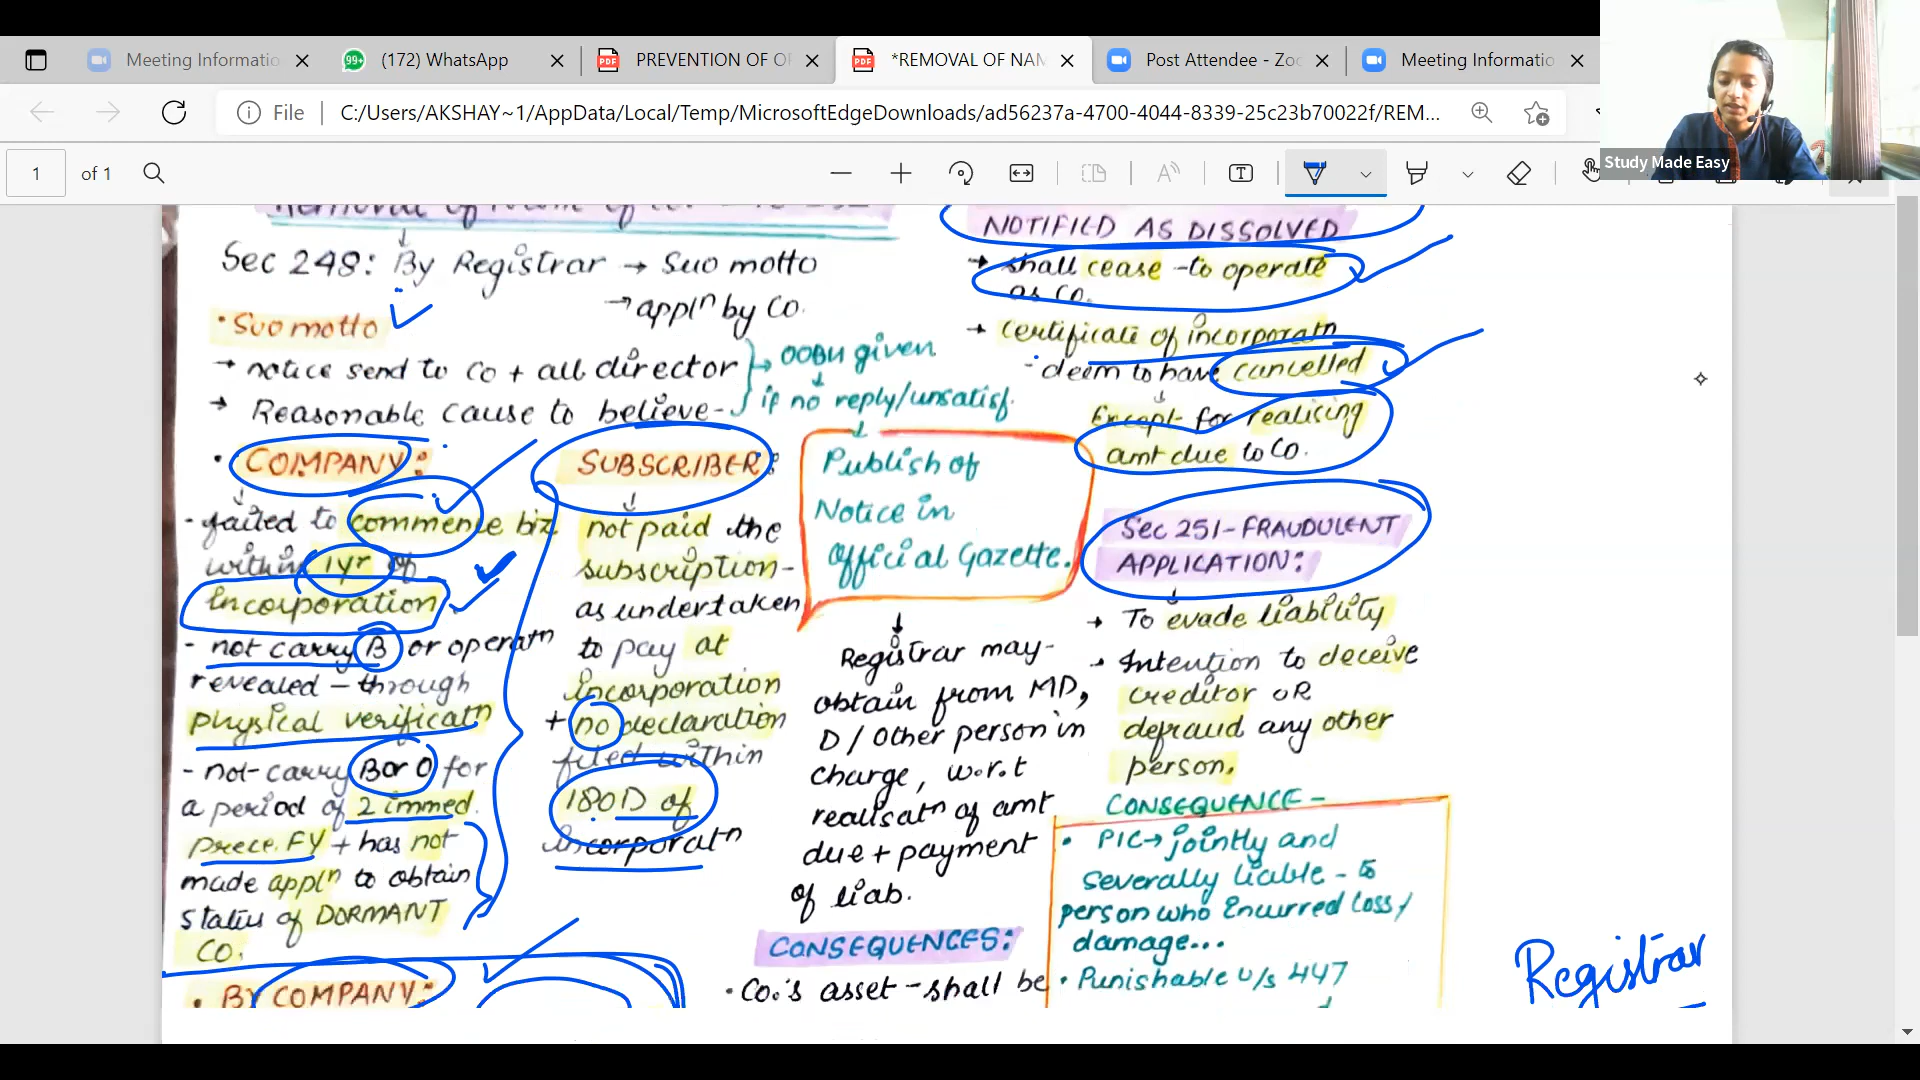 Meeting Informatio
(172) WhatsApp
PREVENTION OF OP
*REMOVAL OF NAM
Post Attendee - Zoo
Meeting Informatio
File
C:/Users/AKSHAY~1/AppData/Local/Temp/MicrosoftEdgeDownloads/ad56237a-4700-4044-8339-25c23b70022f/REM...
Study Made Easy
1 of 1
Removal of Name of
Sec 248: By Registrar → Suo motto
→ appln by Co.
• Suo motto
→ notice send to Co + all director
→ Reasonable cause to believe-
→ OOBH given
if no reply/unsatisf.
• COMPANY:
- failed to commence biz
within 1yr of
incorporation
- not carry B or operatn
revealed - through
physical verificatn
- not carry B or O for
a period of 2 immed.
prece. FY + has not
made appln to obtain
status of DORMANT
CO.
• BY COMPANY:
SUBSCRIBER:
not paid the
subscription-
as undertaken
to pay at
incorporation
+ no declaration
filed within
180D of
incorporatn
Publish of
Notice in
Official Gazette.
Registrar may-
obtain from MD,
D/Other person in
charge, w.r.t
realisatn of amt
due + payment
of liab.
CONSEQUENCES:
• Co.'s asset - shall be
NOTIFIED AS DISSOLVED
→ shall cease -to operate
as Co.
→ Certificate of incorporatn
- deem to have cancelled
Except for realising
amt due to Co.
Sec 251 - FRAUDULENT
APPLICATION:
→ To evade liability
→ Intention to deceive
creditor OR
defraud any other
person.
CONSEQUENCE -
• PIC → jointly and
severally liable - to
person who incurred loss/
damage...
• Punishable u/s 447
Registrar